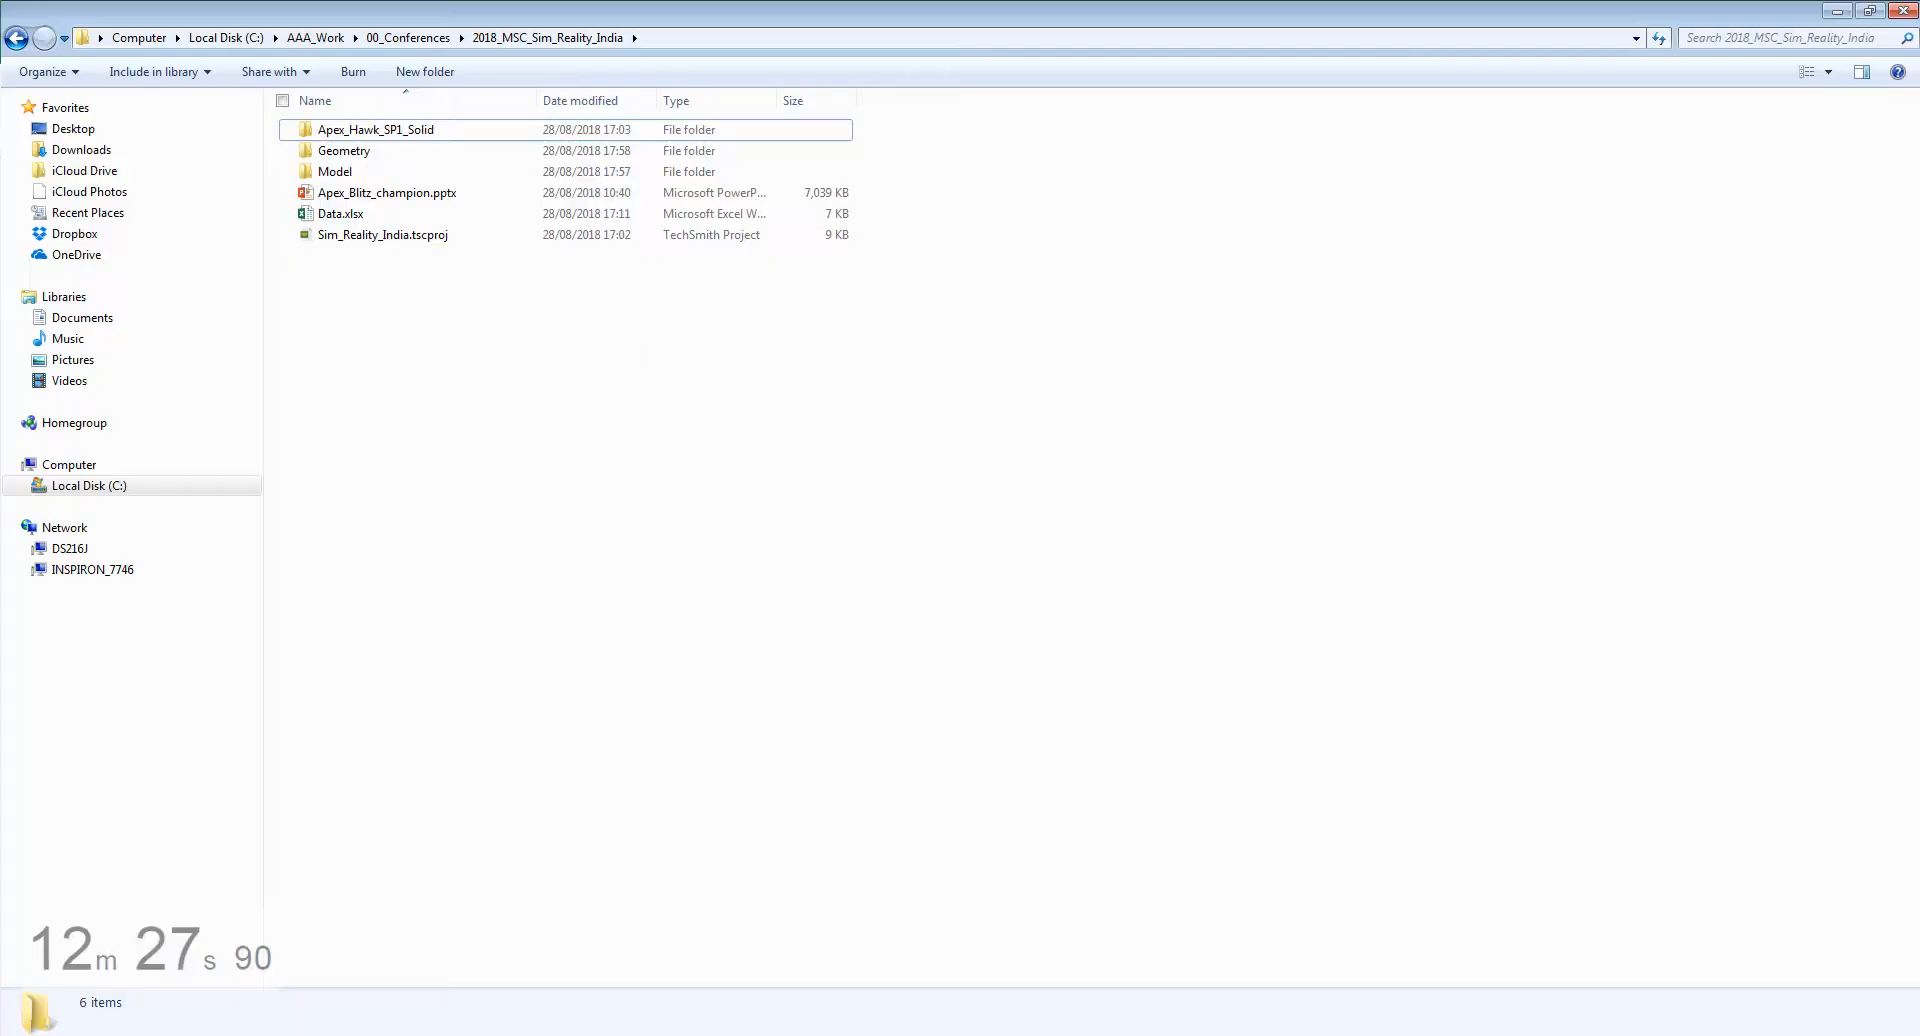 Computer Local Disk (C:) AAA_Work 00_Conferences 2018_MSC_Sim_Reality_India Search 2018_MSC_Sim_Reality_India
Organize Include in library Share with Burn New folder
Favorites
Desktop
Downloads
iCloud Drive
iCloud Photos
Recent Places
Dropbox
OneDrive
Libraries
Documents
Music
Pictures
Videos
Homegroup
Computer
Local Disk (C:)
Network
DS216J
INSPIRON_7746
Name Date modified Type Size
Apex_Hawk_SP1_Solid 28/08/2018 17:03 File folder
Geometry 28/08/2018 17:58 File folder
Model 28/08/2018 17:57 File folder
Apex_Blitz_champion.pptx 28/08/2018 10:40 Microsoft PowerP... 7,039 KB
Data.xlsx 28/08/2018 17:11 Microsoft Excel W... 7 KB
Sim_Reality_India.tscproj 28/08/2018 17:02 TechSmith Project 9 KB
12m 27s 90
6 items